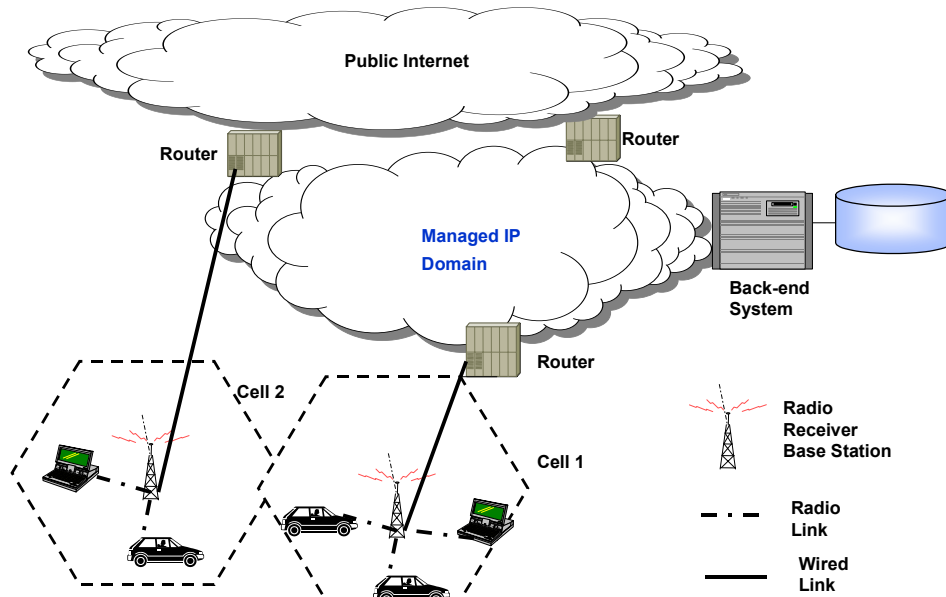 Public Internet
Router
Router
Managed IP
Domain
Back-end
System
Router
Cell 2
Cell 1
Radio
Receiver
Base Station
Radio
Link
Wired
Link